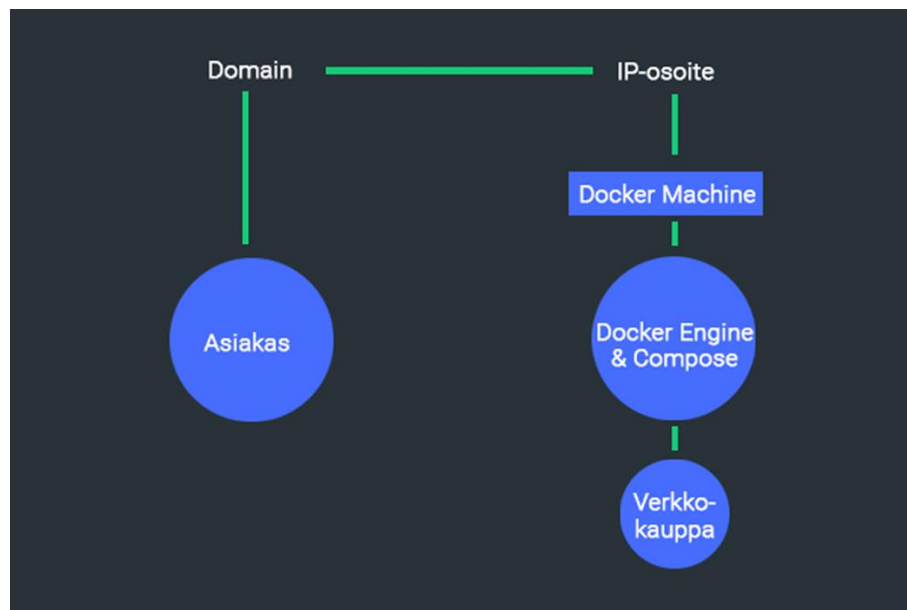 Domain
IP-osoite
Docker Machine
Asiakas
Docker Engine
& Compose
Verkko-
kauppa